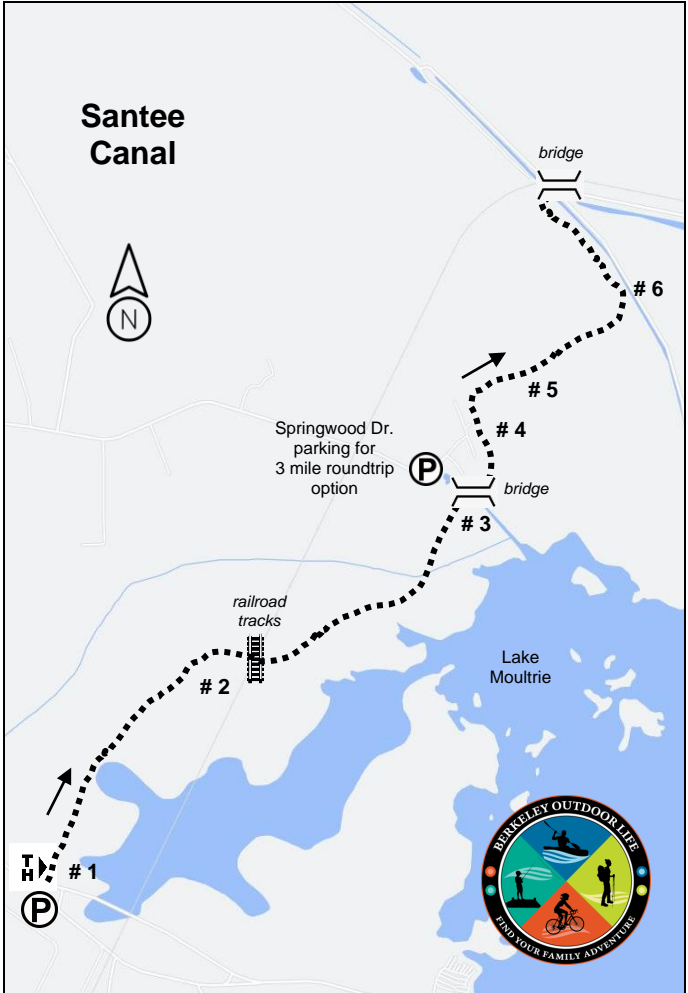 Santee
Canal
bridge
N
# 6
# 5
Springwood Dr.
parking for
3 mile roundtrip
option
P
# 4
bridge
# 3
railroad
tracks
# 2
Lake
Moultrie
TH
# 1
P
BERKELEY OUTDOOR LIFE
FIND YOUR FAMILY ADVENTURE